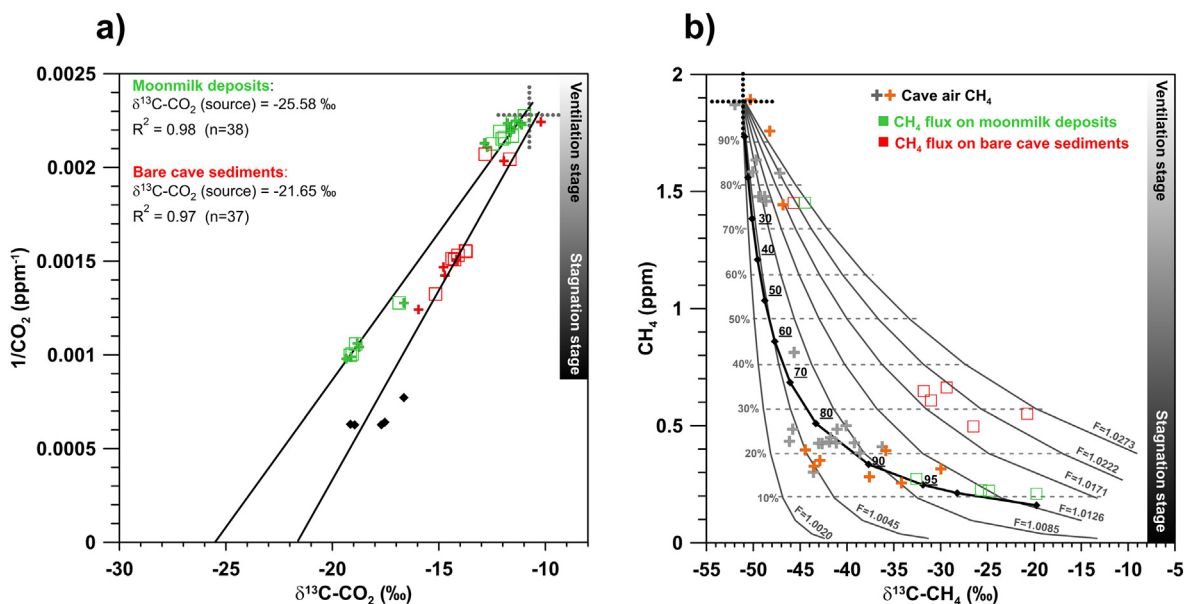 a)
Moonmilk deposits:
δ¹³C-CO₂ (source) = -25.58 ‰
R² = 0.98 (n=38)
Bare cave sediments:
δ¹³C-CO₂ (source) = -21.65 ‰
R² = 0.97 (n=37)
1/CO₂ (ppm⁻¹)
0.0025
0.002
0.0015
0.001
0.0005
0
-30 -25 -20 -15 -10
δ¹³C-CO₂ (‰)
Ventilation stage
Stagnation stage
b)
Cave air CH₄
CH₄ flux on moonmilk deposits
CH₄ flux on bare cave sediments
CH₄ (ppm)
2
1.5
1
0.5
0
90%
80%
70%
60%
50%
40%
30%
20%
10%
30
40
50
60
70
80
90
95
F=1.0273
F=1.0222
F=1.0171
F=1.0126
F=1.0085
F=1.0045
F=1.0020
-55 -50 -45 -40 -35 -30 -25 -20 -15 -10 -5
δ¹³C-CH₄ (‰)
Ventilation stage
Stagnation stage